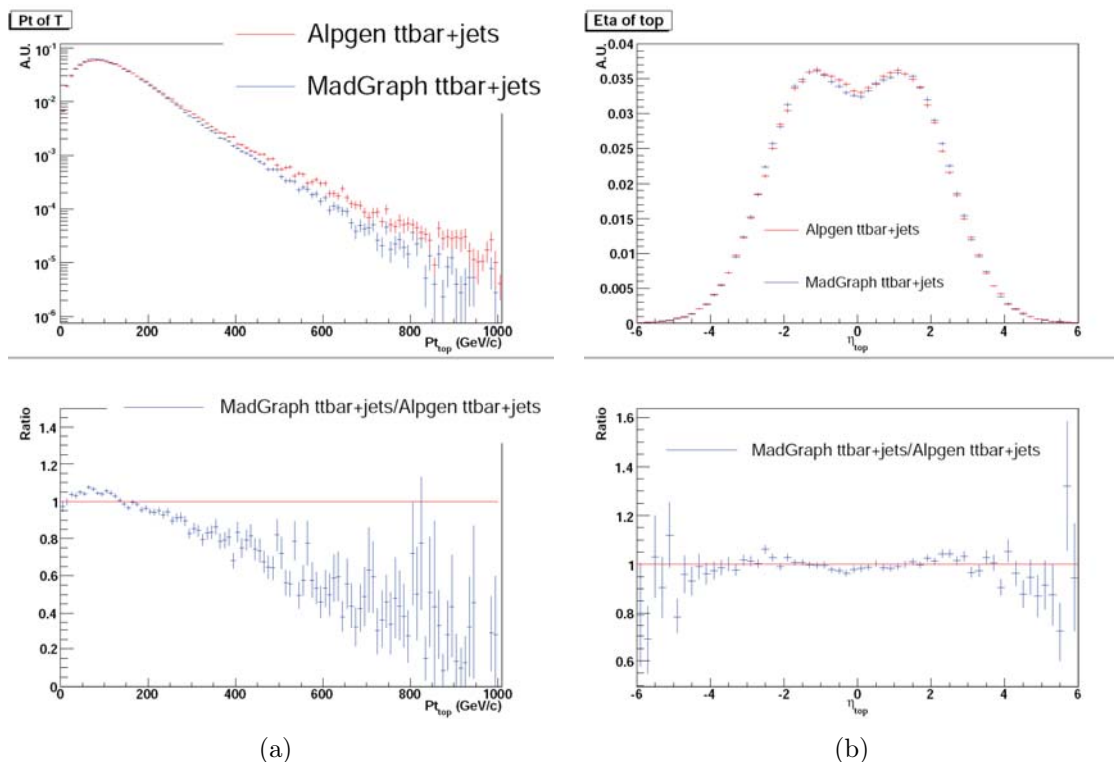 Pt of T
A.U.
10⁻¹
10⁻²
10⁻³
10⁻⁴
10⁻⁵
10⁻⁶
Alpgen ttbar+jets
MadGraph ttbar+jets
0 200 400 600 800 1000
Pt_top (GeV/c)
Eta of top
A.U.
0.04
0.035
0.03
0.025
0.02
0.015
0.01
0.005
0
Alpgen ttbar+jets
MadGraph ttbar+jets
-6 -4 -2 0 2 4 6
η_top
Ratio
1.4
1.2
1
0.8
0.6
0.4
0.2
0
MadGraph ttbar+jets/Alpgen ttbar+jets
0 200 400 600 800 1000
Pt_top (GeV/c)
Ratio
1.6
1.4
1.2
1
0.8
0.6
MadGraph ttbar+jets/Alpgen ttbar+jets
-6 -4 -2 0 2 4 6
η_top
(a)
(b)